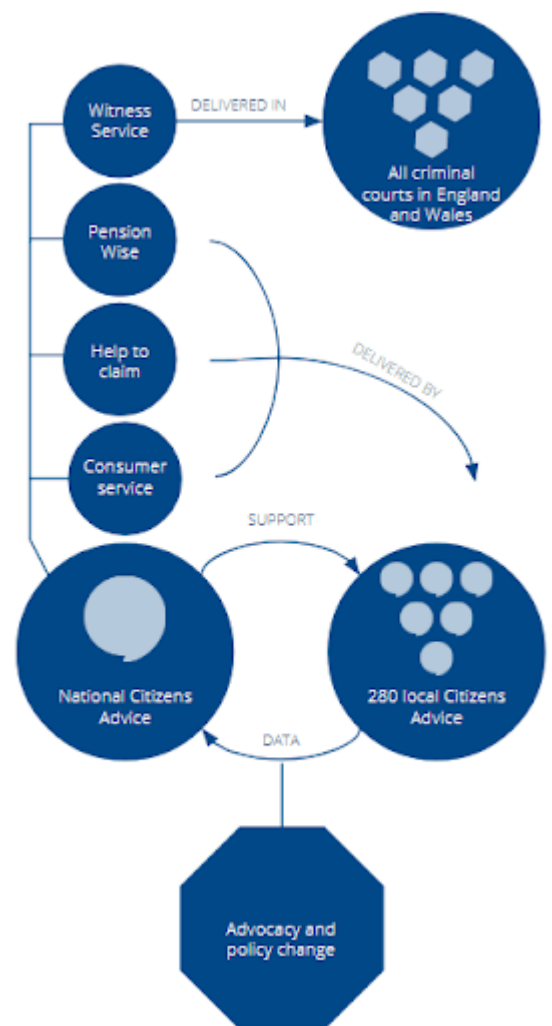 Witness
Service
DELIVERED IN
All criminal
courts in England
and Wales
Pension
Wise
Help to
claim
DELIVERED BY
Consumer
service
SUPPORT
National Citizens
Advice
280 local Citizens
Advice
DATA
Advocacy and
policy change